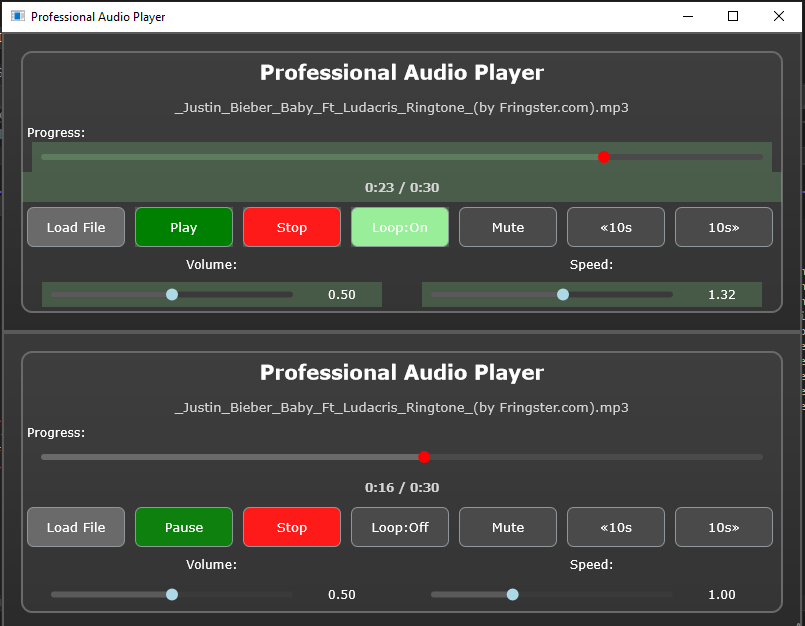 Professional Audio Player
Professional Audio Player
_Justin_Bieber_Baby_Ft_Ludacris_Ringtone_(by Fringster.com).mp3
Progress:
0:23 / 0:30
Load File Play Stop Loop:On Mute «10s 10s»
Volume: Speed:
0.50 1.32
Professional Audio Player
_Justin_Bieber_Baby_Ft_Ludacris_Ringtone_(by Fringster.com).mp3
Progress:
0:16 / 0:30
Load File Pause Stop Loop:Off Mute «10s 10s»
Volume: Speed:
0.50 1.00